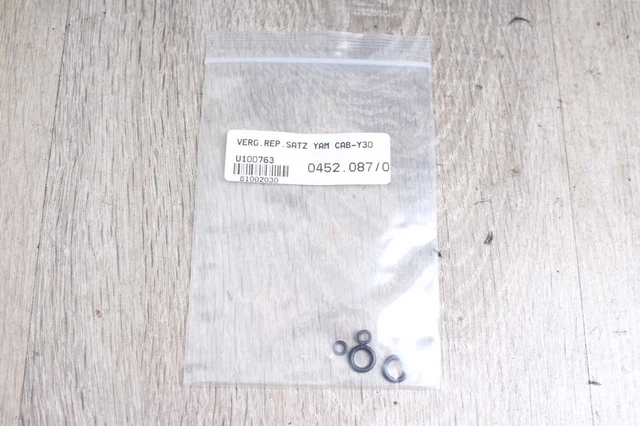 VERG.REP.SATZ YAM CAB-Y30
U100763
0452.087/0
81002030